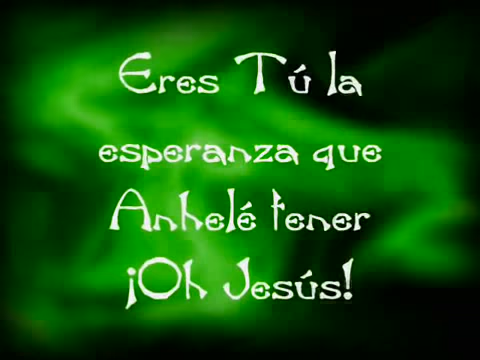 Eres Tú la
esperanza que
Anhelé tener
¡Oh Jesús!